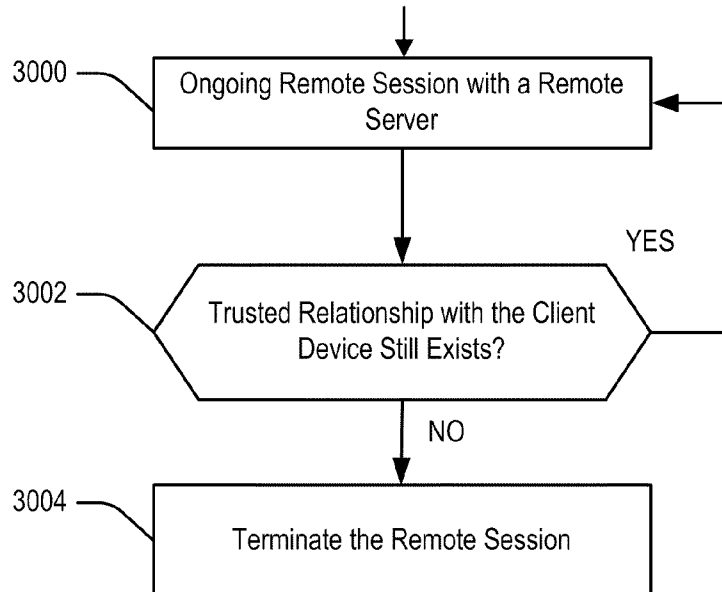 3000
Ongoing Remote Session with a Remote
Server
YES
3002
Trusted Relationship with the Client
Device Still Exists?
NO
3004
Terminate the Remote Session